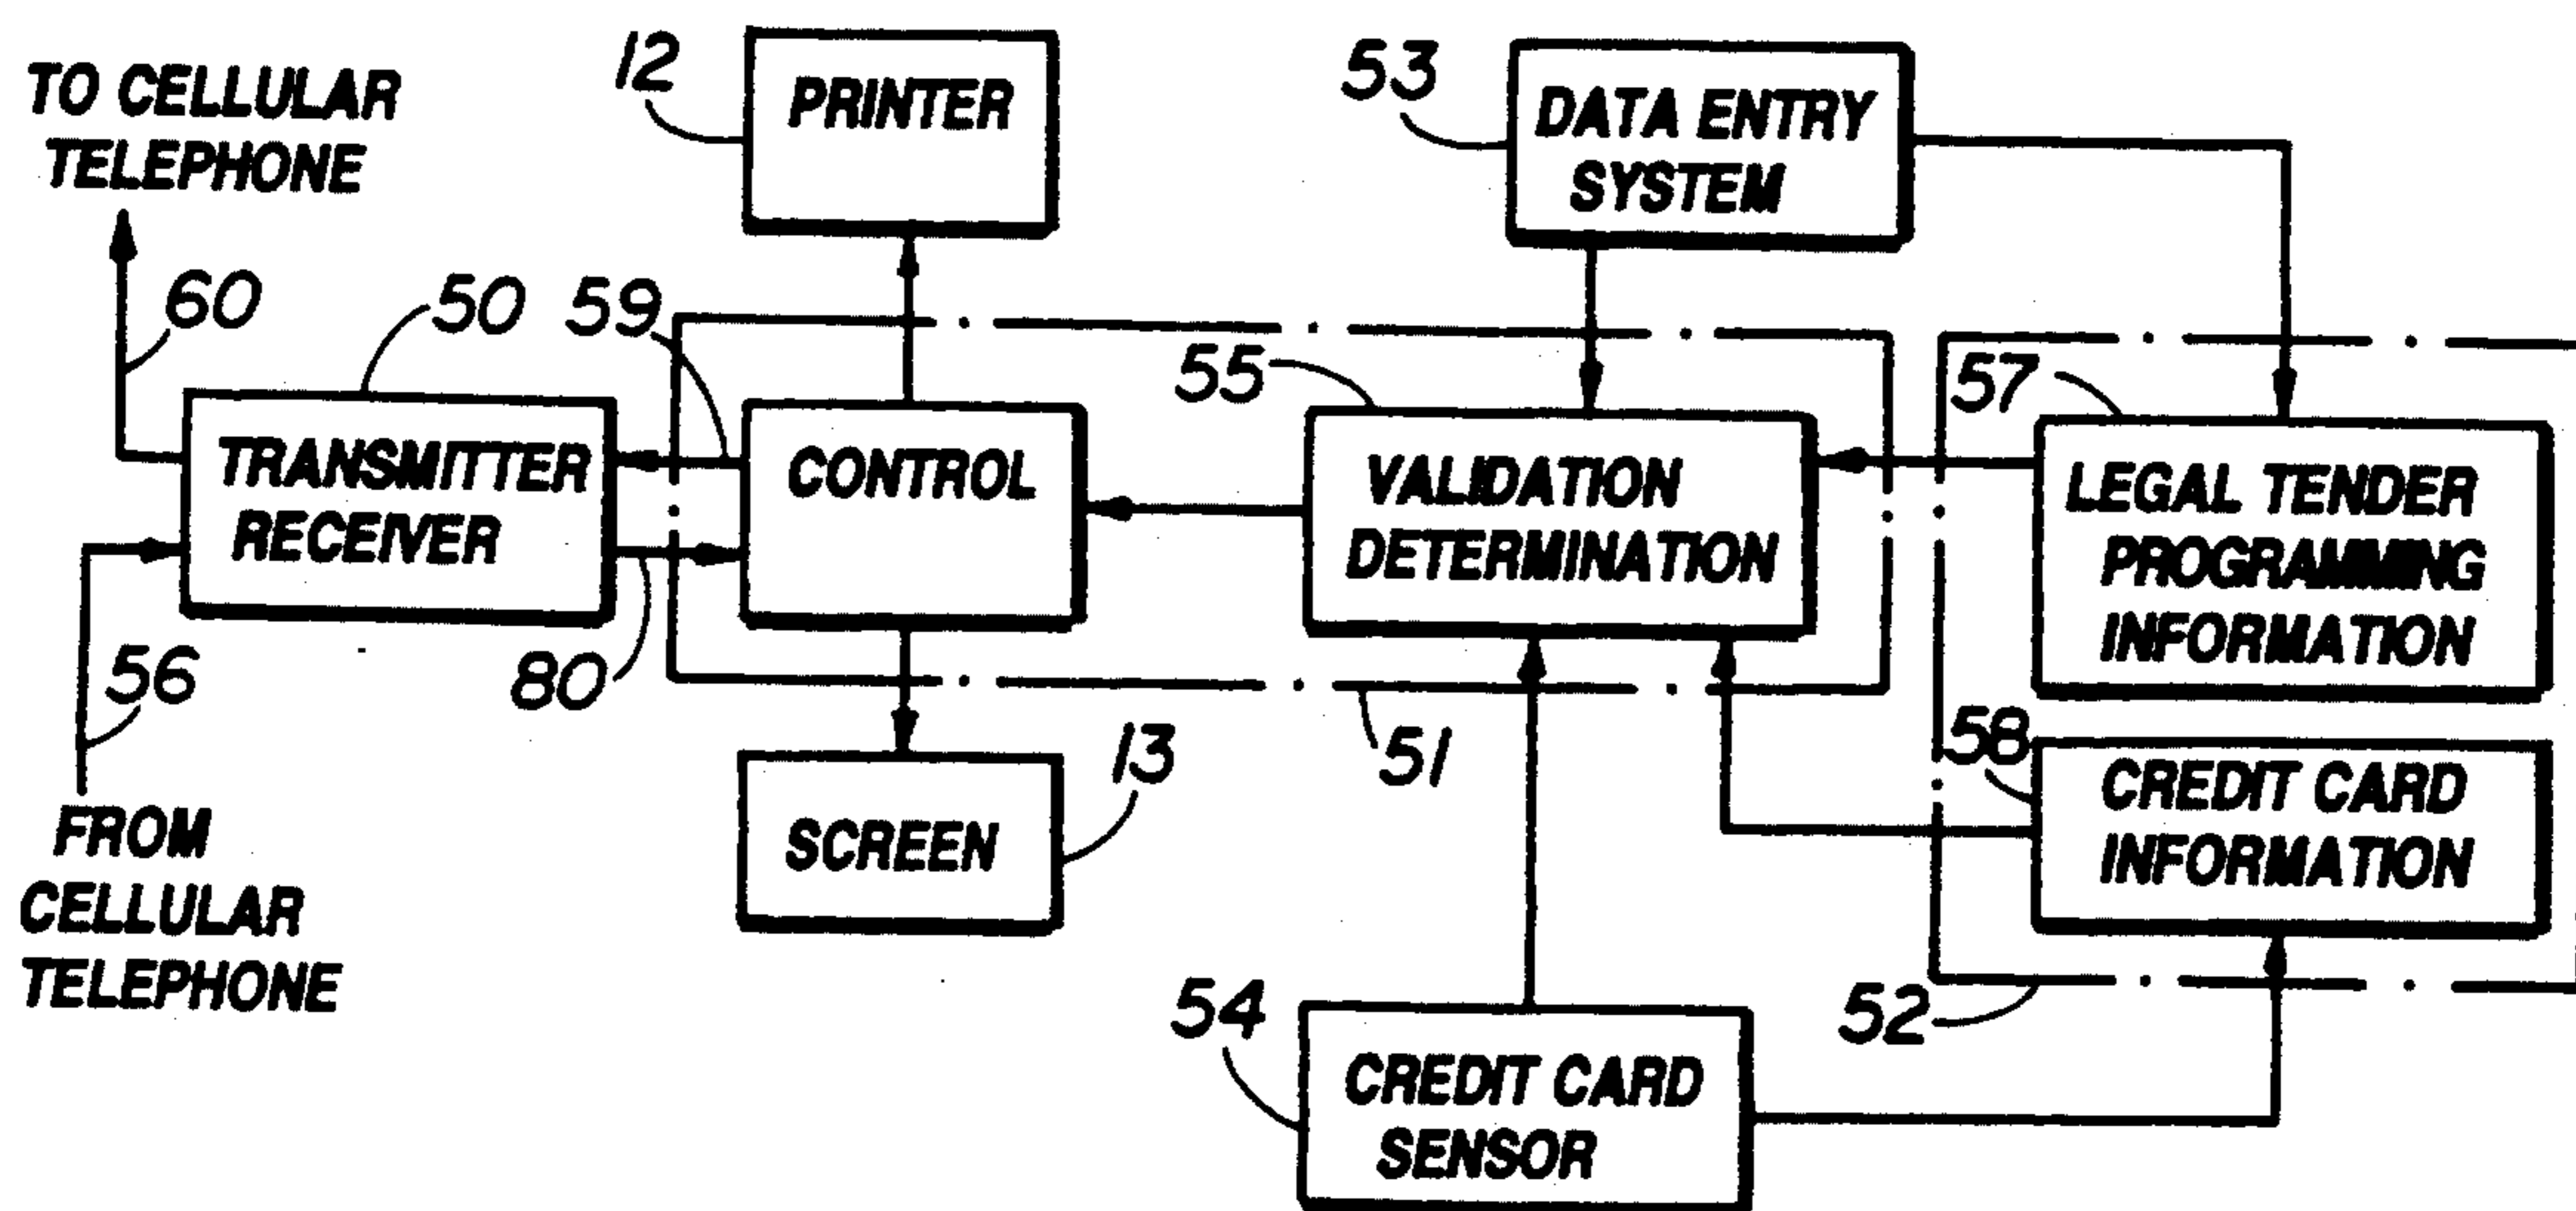 TO CELLULAR
TELEPHONE
12
PRINTER
53
DATA ENTRY
SYSTEM
60
50
59
55
57
TRANSMITTER
RECEIVER
CONTROL
VALIDATION
DETERMINATION
LEGAL TENDER
PROGRAMMING
INFORMATION
56
80
51
58
CREDIT CARD
INFORMATION
FROM
CELLULAR
TELEPHONE
SCREEN
13
54
CREDIT CARD
SENSOR
52